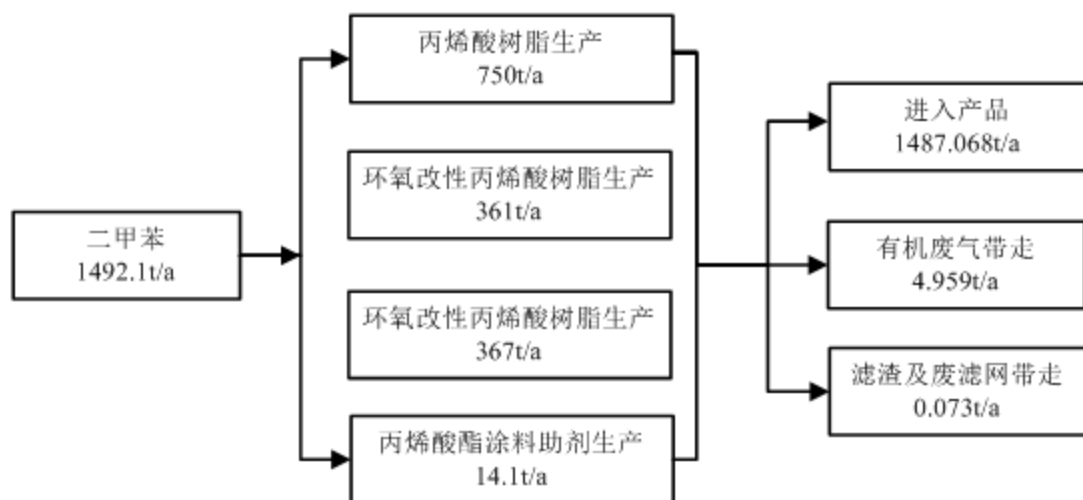 二甲苯
1492.1t/a
丙烯酸树脂生产
750t/a
环氧改性丙烯酸树脂生产
361t/a
环氧改性丙烯酸树脂生产
367t/a
丙烯酸酯涂料助剂生产
14.1t/a
进入产品
1487.068t/a
有机废气带走
4.959t/a
滤渣及废滤网带走
0.073t/a